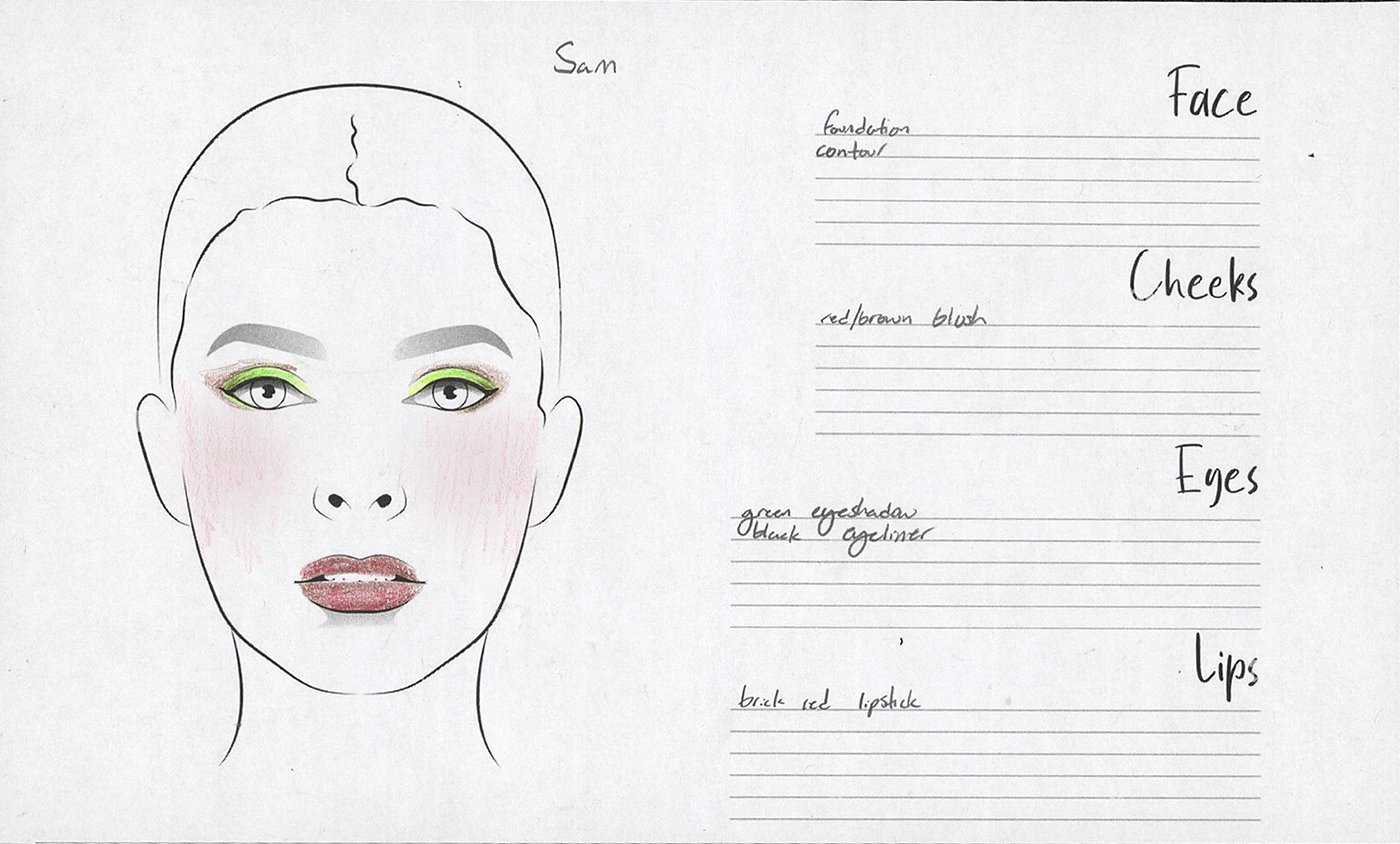 Sam
Face
foundation
contour
Cheeks
red/brown blush
Eyes
green eyeshadow
black eyeliner
Lips
brick red lipstick